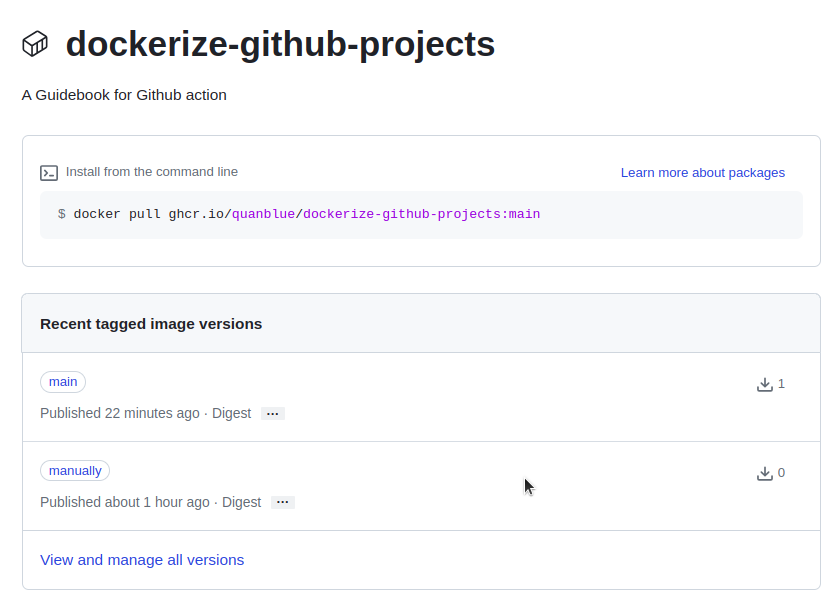 dockerize-github-projects
A Guidebook for Github action
Install from the command line
Learn more about packages
$ docker pull ghcr.io/quanblue/dockerize-github-projects:main
Recent tagged image versions
main
1
Published 22 minutes ago · Digest ...
manually
0
Published about 1 hour ago · Digest ...
View and manage all versions